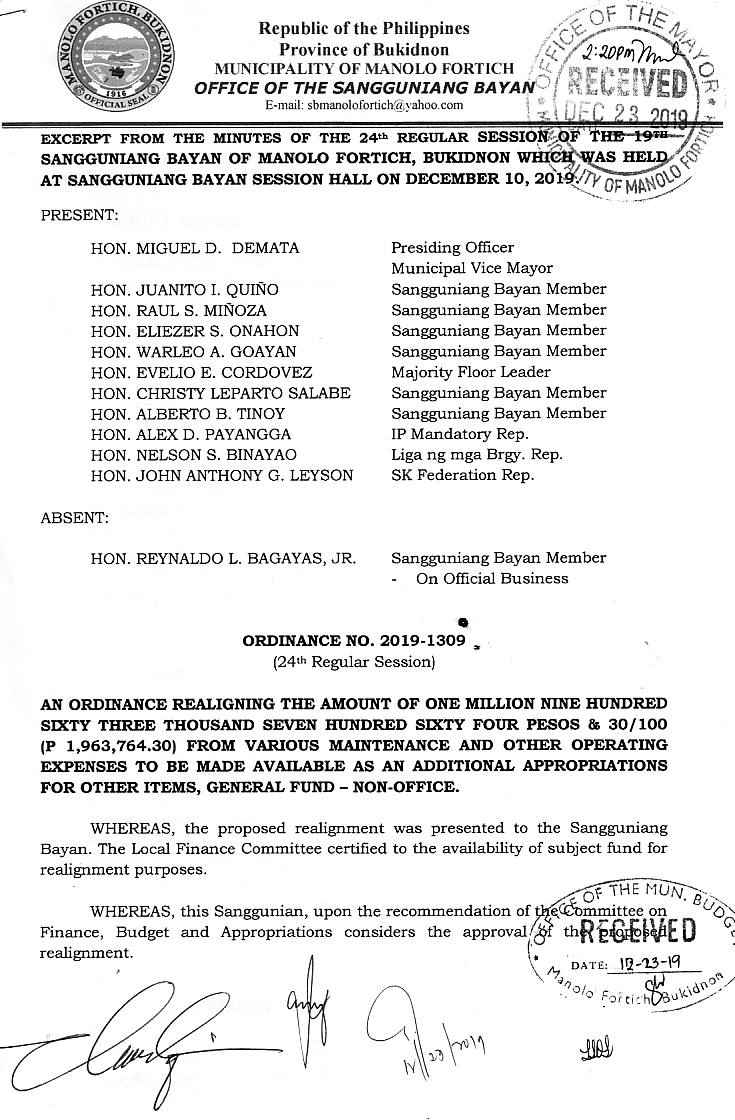 MANOLO FORTICH, BUKIDNON
1916
OFFICIAL SEAL
Republic of the Philippines
Province of Bukidnon
MUNICIPALITY OF MANOLO FORTICH
OFFICE OF THE SANGGUNIANG BAYAN
E-mail: sbmanolofortich@yahoo.com
OFFICE OF THE MAYOR
2:20pm
RECEIVED
DEC 23 2019
MUNICIPALITY OF MANOLO FORTICH
EXCERPT FROM THE MINUTES OF THE 24th REGULAR SESSION OF THE 19TH
SANGGUNIANG BAYAN OF MANOLO FORTICH, BUKIDNON WHICH WAS HELD
AT SANGGUNIANG BAYAN SESSION HALL ON DECEMBER 10, 2019.
PRESENT:
HON. MIGUEL D. DEMATA Presiding Officer
Municipal Vice Mayor
HON. JUANITO I. QUIÑO Sangguniang Bayan Member
HON. RAUL S. MIÑOZA Sangguniang Bayan Member
HON. ELIEZER S. ONAHON Sangguniang Bayan Member
HON. WARLEO A. GOAYAN Sangguniang Bayan Member
HON. EVELIO E. CORDOVEZ Majority Floor Leader
HON. CHRISTY LEPARTO SALABE Sangguniang Bayan Member
HON. ALBERTO B. TINOY Sangguniang Bayan Member
HON. ALEX D. PAYANGGA IP Mandatory Rep.
HON. NELSON S. BINAYAO Liga ng mga Brgy. Rep.
HON. JOHN ANTHONY G. LEYSON SK Federation Rep.
ABSENT:
HON. REYNALDO L. BAGAYAS, JR. Sangguniang Bayan Member
- On Official Business
ORDINANCE NO. 2019-1309
(24th Regular Session)
AN ORDINANCE REALIGNING THE AMOUNT OF ONE MILLION NINE HUNDRED
SIXTY THREE THOUSAND SEVEN HUNDRED SIXTY FOUR PESOS & 30/100
(P 1,963,764.30) FROM VARIOUS MAINTENANCE AND OTHER OPERATING
EXPENSES TO BE MADE AVAILABLE AS AN ADDITIONAL APPROPRIATIONS
FOR OTHER ITEMS, GENERAL FUND – NON-OFFICE.
WHEREAS, the proposed realignment was presented to the Sangguniang
Bayan. The Local Finance Committee certified to the availability of subject fund for
realignment purposes.
WHEREAS, this Sanggunian, upon the recommendation of the Committee on
Finance, Budget and Appropriations considers the approval of the proposed
realignment.
OFFICE OF THE MUN. BUDGE
RECEIVED
DATE: 12-23-19
Manolo Fortich Bukidnon
12/23/2019